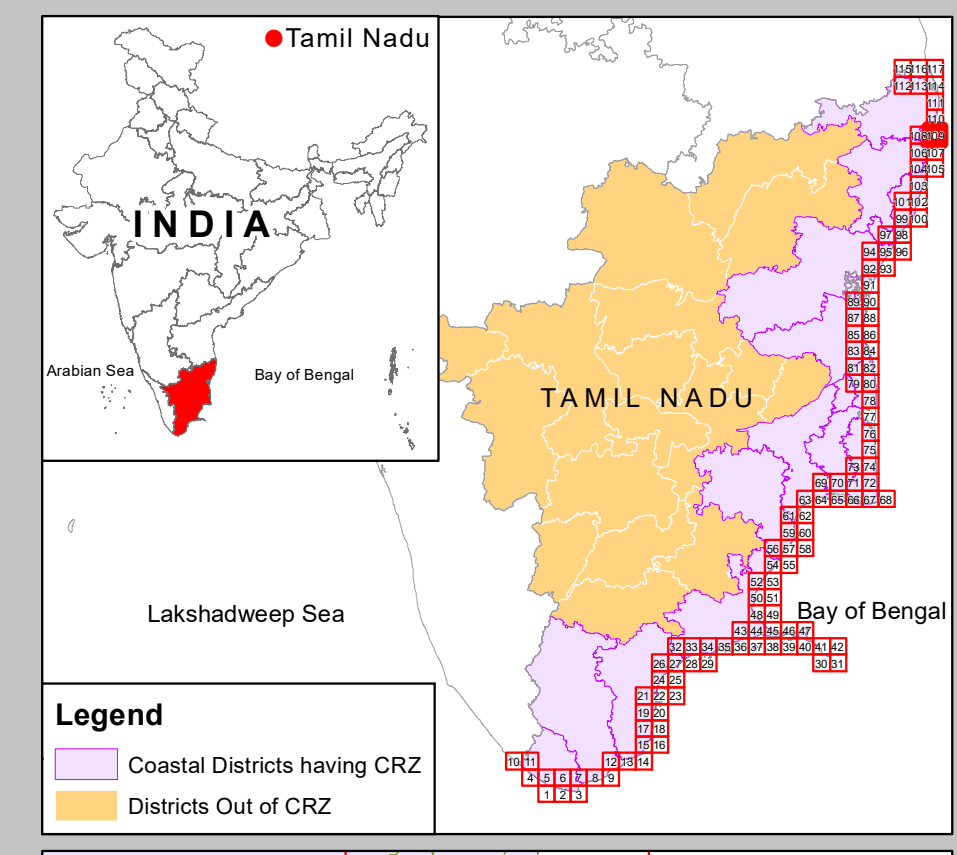 Tamil Nadu
INDIA
Arabian Sea
Bay of Bengal
TAMIL NADU
Lakshadweep Sea
Bay of Bengal
Legend
Coastal Districts having CRZ
Districts Out of CRZ
115 116 117
112 113 114
111
110
108 109
106 107
104 105
103
101 102
99 100
97 98
94 95 96
92 93
91
89 90
87 88
85 86
83 84
81 82
79 80
78
77
76
75
73 74
69 70 71 72
63 64 65 66 67 68
61 62
59 60
56 57 58
54 55
52 53
50 51
48 49
43 44 45 46 47
32 33 34 35 36 37 38 39 40 41 42
26 27 28 29 30 31
24 25
21 22 23
19 20
17 18
15 16
10 11 12 13 14
4 5 6 7 8 9
1 2 3